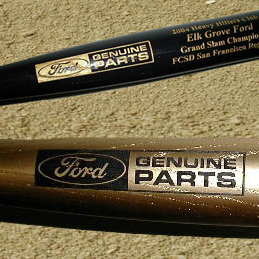 2004 Heavy Hitters Club
Elk Grove Ford
Grand Slam Champion
FCSD San Francisco Reg
Ford GENUINE
PARTS
Ford GENUINE
PARTS